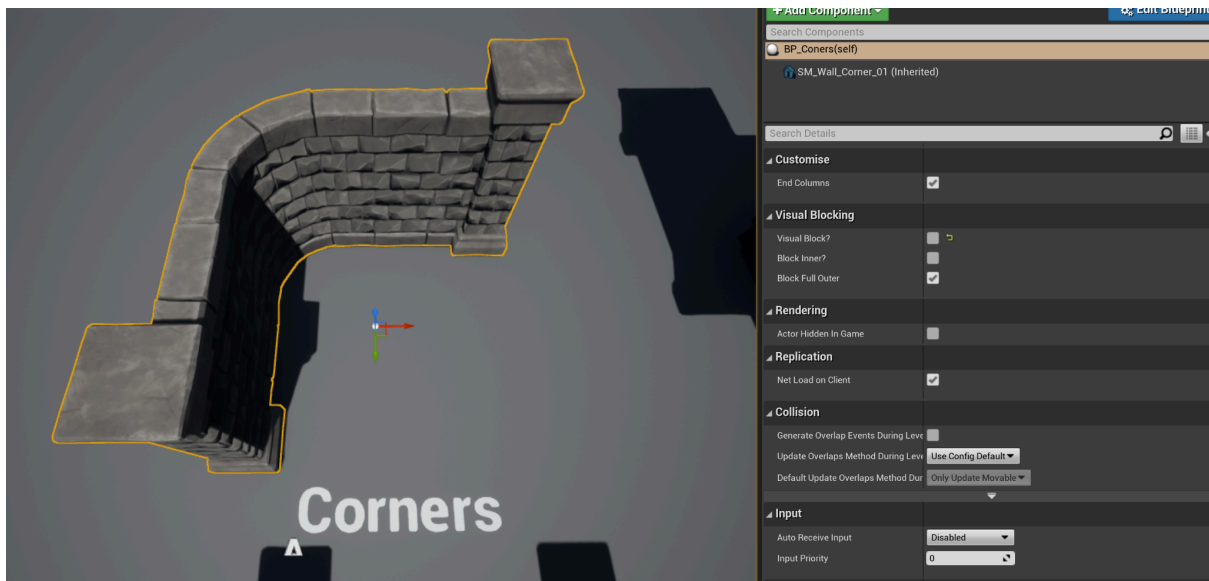 + Add Component
Edit Blueprint
Search Components
BP_Coners(self)
SM_Wall_Corner_01 (Inherited)
Search Details
Customise
End Columns
Visual Blocking
Visual Block?
Block Inner?
Block Full Outer
Rendering
Actor Hidden In Game
Replication
Net Load on Client
Collision
Generate Overlap Events During Leve
Update Overlaps Method During Leve Use Config Default
Default Update Overlaps Method Dur Only Update Movable
Input
Auto Receive Input Disabled
Input Priority 0
Corners